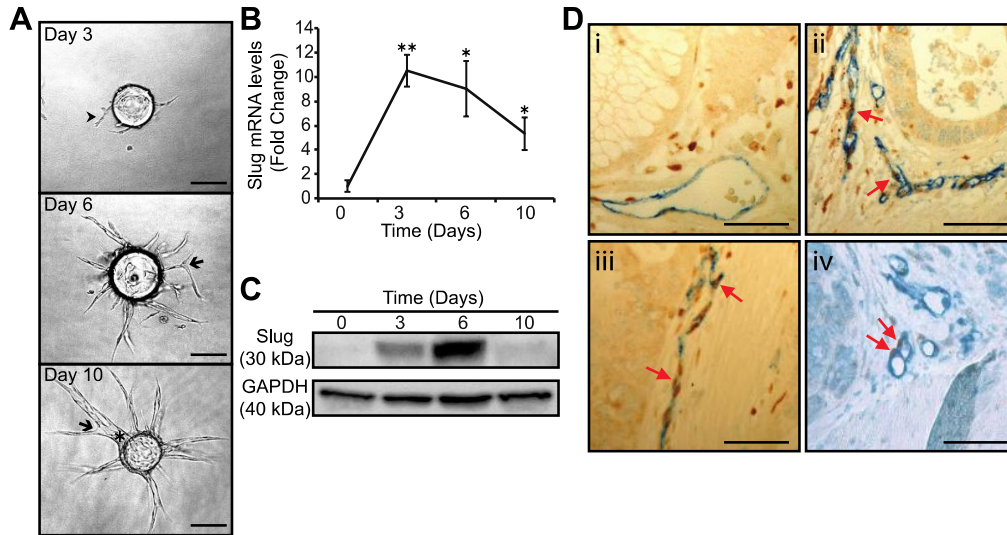 A
Day 3
Day 6
Day 10
*
B
Slug mRNA levels
(Fold Change)
14
12
10
8
6
4
2
0
**
*
*
0 3 6 10
Time (Days)
C
Time (Days)
0 3 6 10
Slug
(30 kDa)
GAPDH
(40 kDa)
D
i
ii
iii
iv